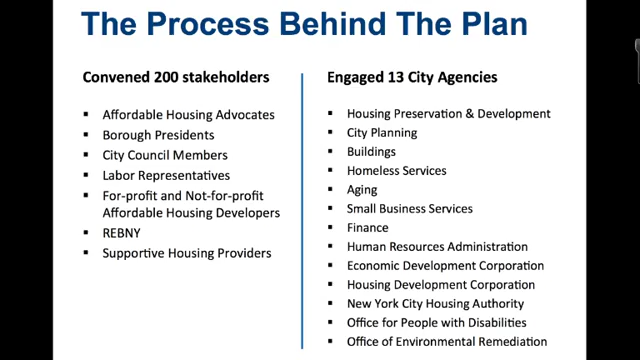 The Process Behind The Plan
Convened 200 stakeholders
▪ Affordable Housing Advocates
▪ Borough Presidents
▪ City Council Members
▪ Labor Representatives
▪ For-profit and Not-for-profit
Affordable Housing Developers
▪ REBNY
▪ Supportive Housing Providers
Engaged 13 City Agencies
▪ Housing Preservation & Development
▪ City Planning
▪ Buildings
▪ Homeless Services
▪ Aging
▪ Small Business Services
▪ Finance
▪ Human Resources Administration
▪ Economic Development Corporation
▪ Housing Development Corporation
▪ New York City Housing Authority
▪ Office for People with Disabilities
▪ Office of Environmental Remediation